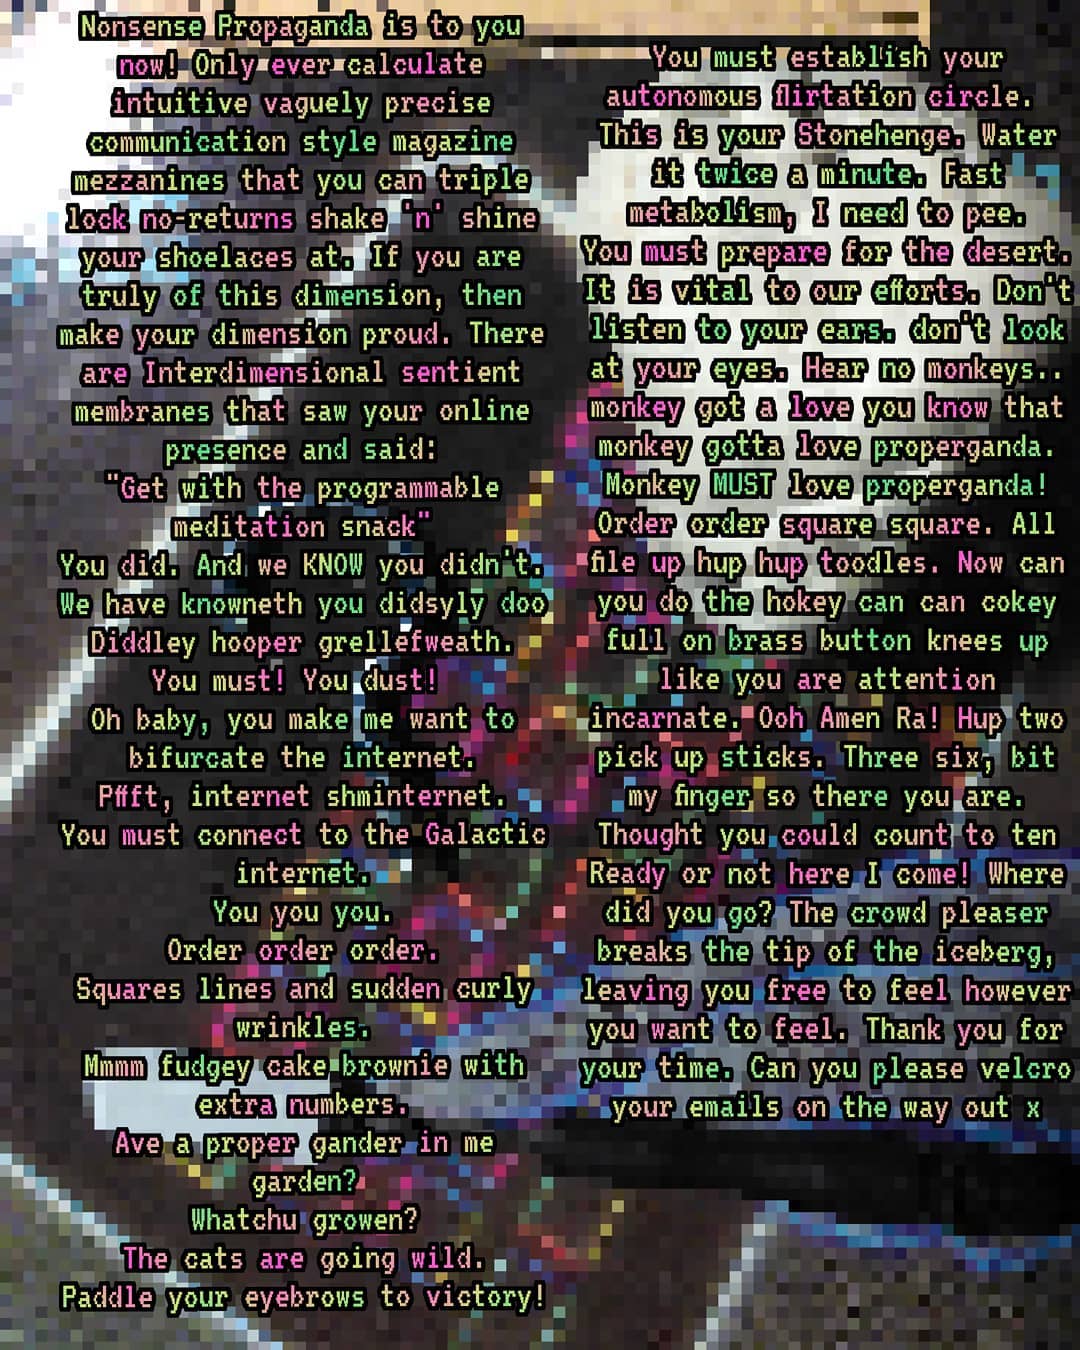 Nonsense Propaganda is to you
now! Only ever calculate
intuitive vaguely precise
communication style magazine
mezzanines that you can triple
lock no-returns shake 'n' shine
your shoelaces at. If you are
truly of this dimension, then
make your dimension proud. There
are Interdimensional sentient
membranes that saw your online
presence and said:
"Get with the programmable
meditation snack"
You did. And we KNOW you didn't.
We have knowneth you didsyly doo
Diddley hooper grellefweath.
You must! You dust!
Oh baby, you make me want to
bifurcate the internet.
Pffft, internet shminternet.
You must connect to the Galactic
internet.
You you you.
Order order order.
Squares lines and sudden curly
wrinkles.
Mmmm fudgey cake brownie with
extra numbers.
Ave a proper gander in me
garden?
Whatchu growen?
The cats are going wild.
Paddle your eyebrows to victory!
You must establish your
autonomous flirtation circle.
This is your Stonehenge. Water
it twice a minute. Fast
metabolism, I need to pee.
You must prepare for the desert.
It is vital to our efforts. Don't
listen to your ears. don't look
at your eyes. Hear no monkeys..
monkey got a love you know that
monkey gotta love properganda.
Monkey MUST love properganda!
Order order square square. All
file up hup hup toodles. Now can
you do the hokey can can cokey
full on brass button knees up
like you are attention
incarnate. Ooh Amen Ra! Hup two
pick up sticks. Three six, bit
my finger, so there you are.
Thought you could count to ten
Ready or not here I come! Where
did you go? The crowd pleaser
breaks the tip of the iceberg,
leaving you free to feel however
you want to feel. Thank you for
your time. Can you please velcro
your emails on the way out x